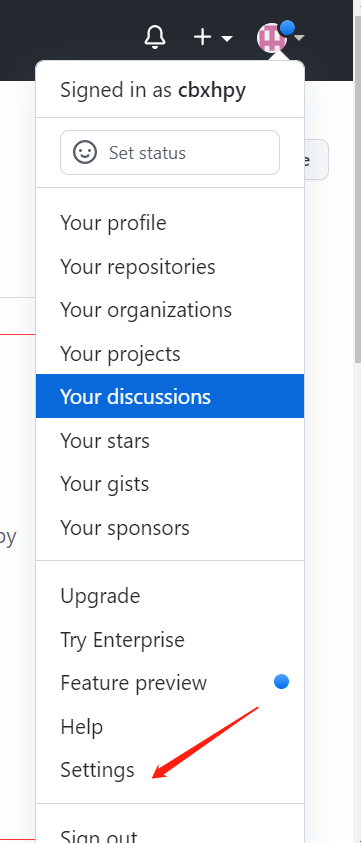 Signed in as cbxhpy
Set status
e
Your profile
Your repositories
Your organizations
Your projects
Your discussions
Your stars
py
Your gists
Your sponsors
Upgrade
Try Enterprise
Feature preview
Help
Settings
Sign out